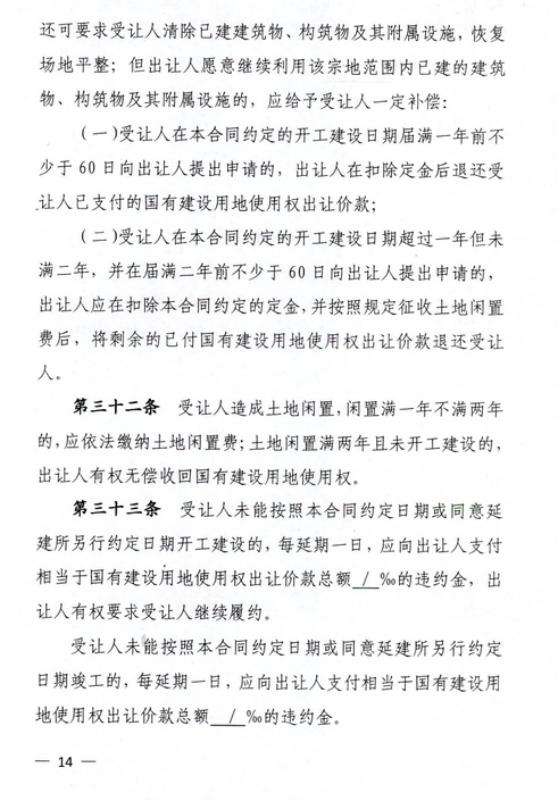 还可要求受让人清除已建建筑物、构筑物及其附属设施，恢复
场地平整；但出让人愿意继续利用该宗地范围内已建的建筑
物、构筑物及其附属设施的，应给予受让人一定补偿：
（一）受让人在本合同约定的开工建设日期届满一年前不
少于60日向出让人提出申请的，出让人在扣除定金后退还受
让人已支付的国有建设用地使用权出让价款；
（二）受让人在本合同约定的开工建设日期超过一年但未
满二年，并在届满二年前不少于60日向出让人提出申请的，
出让人应在扣除本合同约定的定金，并按照规定征收土地闲置
费后，将剩余的已付国有建设用地使用权出让价款退还受让
人。
第三十二条 受让人造成土地闲置，闲置满一年不满两年
的，应依法缴纳土地闲置费；土地闲置满两年且未开工建设的，
出让人有权无偿收回国有建设用地使用权。
第三十三条 受让人未能按照本合同约定日期或同意延
建所另行约定日期开工建设的，每延期一日，应向出让人支付
相当于国有建设用地使用权出让价款总额 / ‰的违约金，出
让人有权要求受让人继续履约。
受让人未能按照本合同约定日期或同意延建所另行约定
日期竣工的，每延期一日，应向出让人支付相当于国有建设用
地使用权出让价款总额 / ‰的违约金。
— 14 —